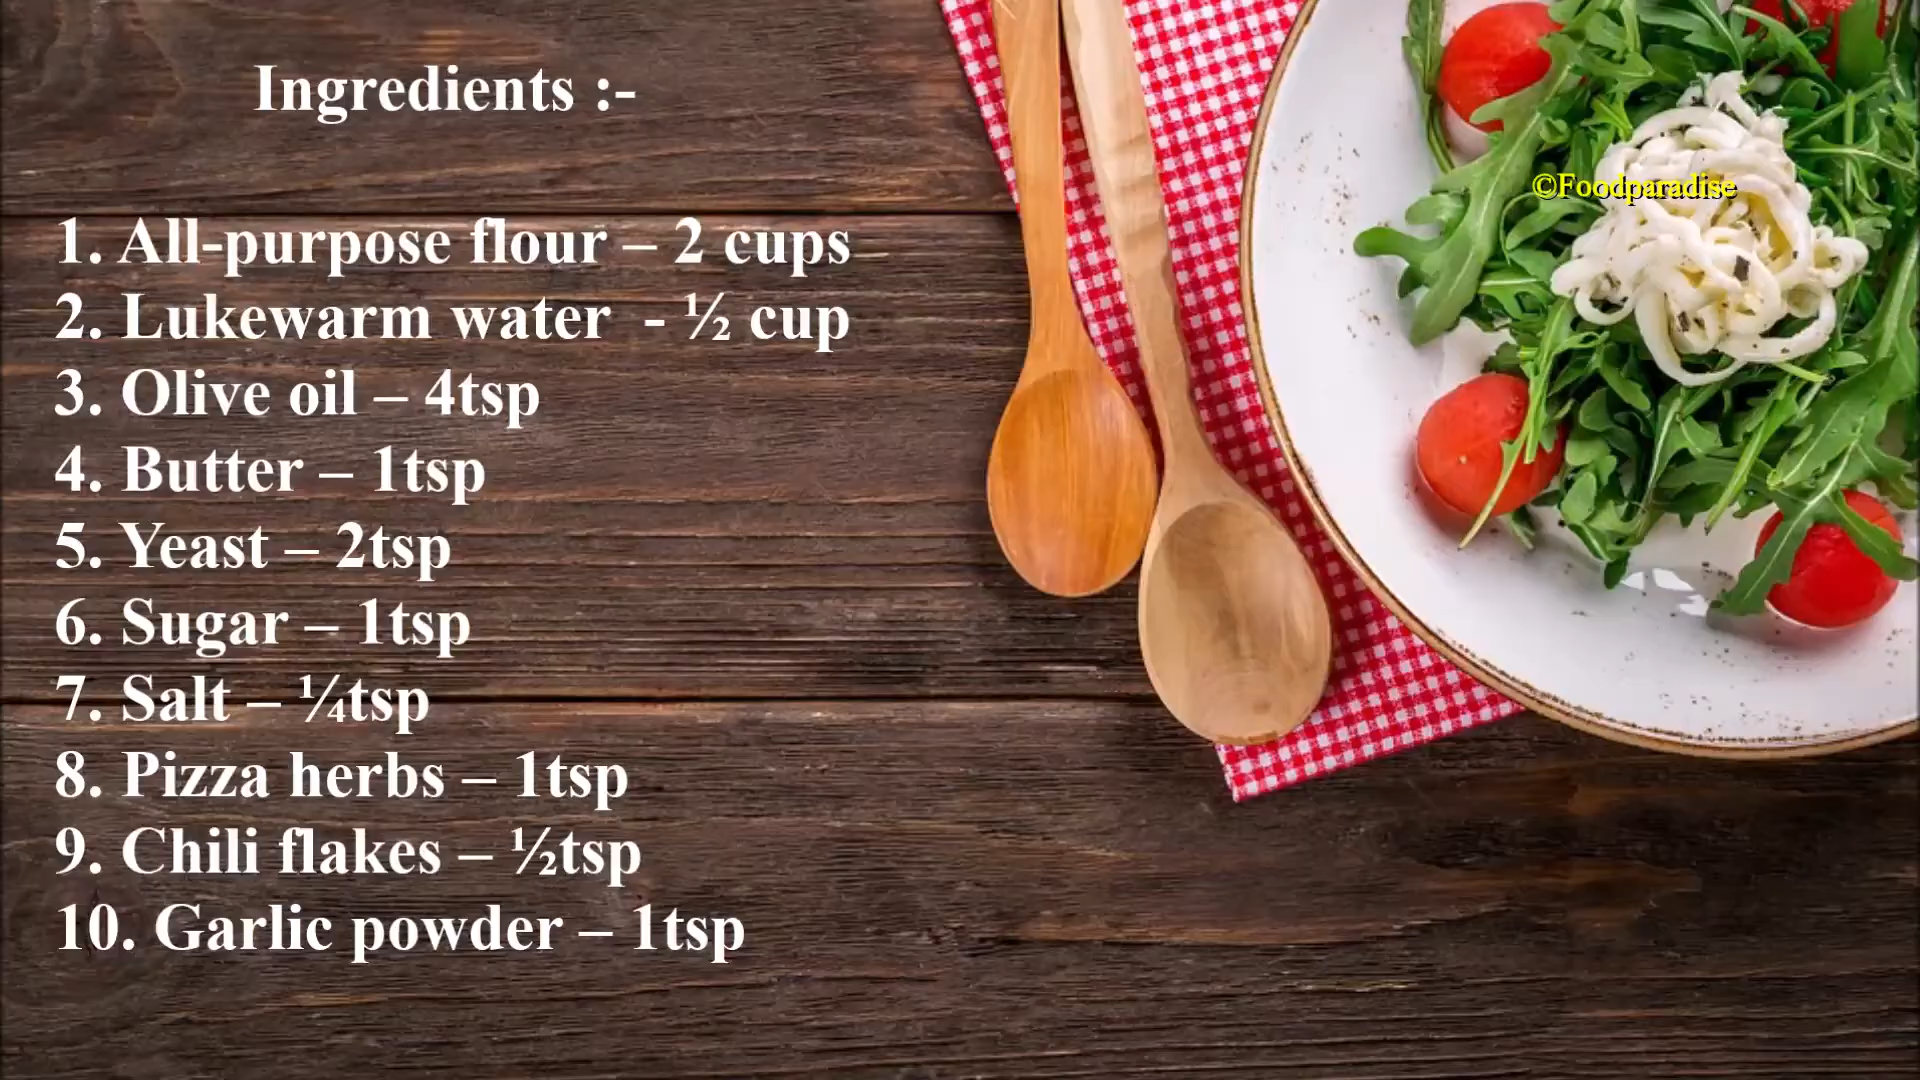 Ingredients :-
©Foodparadise
1. All-purpose flour – 2 cups
2. Lukewarm water  - ½ cup
3. Olive oil – 4tsp
4. Butter – 1tsp
5. Yeast – 2tsp
6. Sugar – 1tsp
7. Salt – ¼tsp
8. Pizza herbs – 1tsp
9. Chili flakes – ½tsp
10. Garlic powder – 1tsp